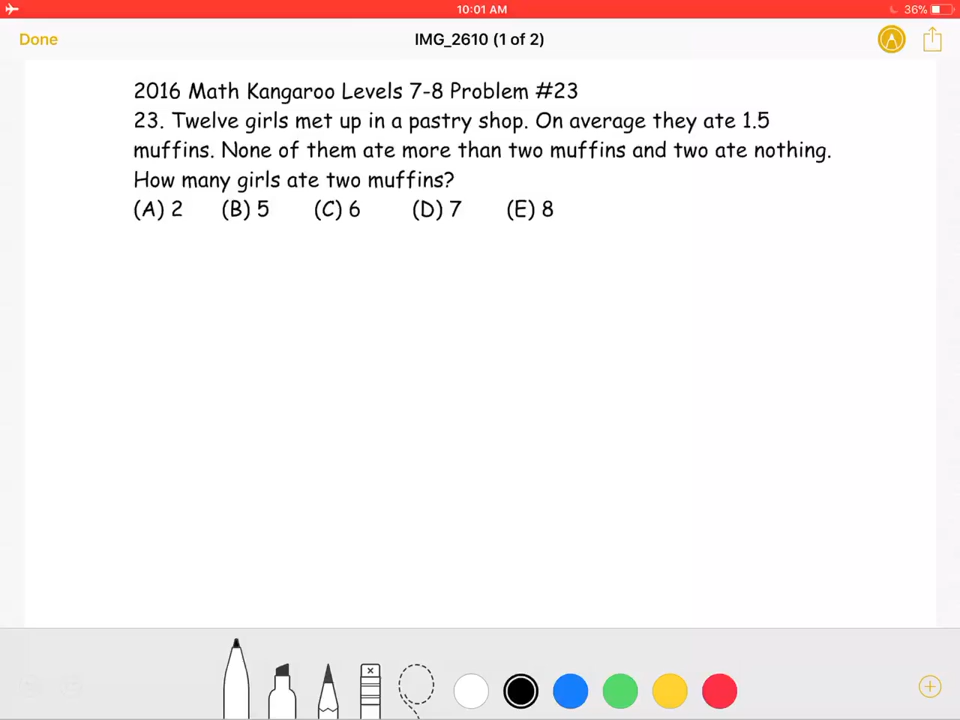 10:01 AM
36%
Done
IMG_2610 (1 of 2)
2016 Math Kangaroo Levels 7-8 Problem #23
23. Twelve girls met up in a pastry shop. On average they ate 1.5
muffins. None of them ate more than two muffins and two ate nothing.
How many girls ate two muffins?
(A) 2 (B) 5 (C) 6 (D) 7 (E) 8